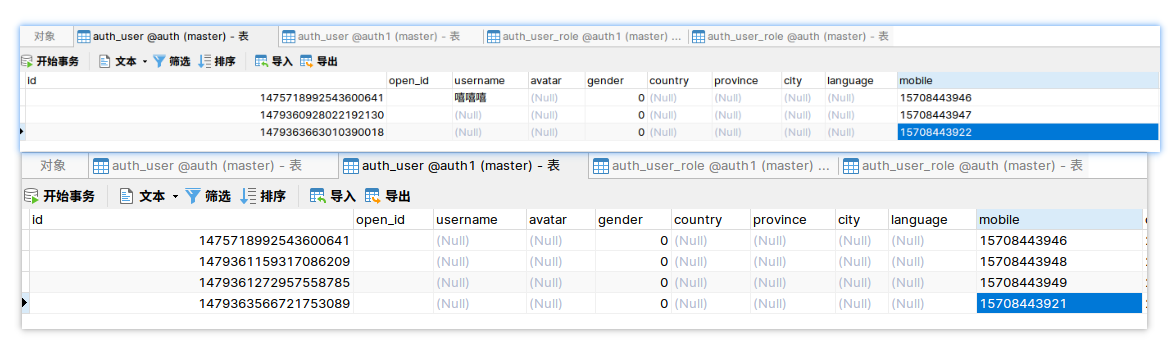 对象 auth_user @auth (master) - 表 auth_user @auth1 (master) - 表 auth_user_role @auth1 (master) ... auth_user_role @auth (master) - 表
开始事务 文本 筛选 排序 导入 导出
id open_id username avatar gender country province city language mobile
1475718992543600641 嘻嘻嘻 (Null) 0 (Null) (Null) (Null) (Null) 15708443946
1479360928022192130 (Null) (Null) 0 (Null) (Null) (Null) (Null) 15708443947
1479363663010390018 (Null) (Null) 0 (Null) (Null) (Null) (Null) 15708443922
对象 auth_user @auth (master) - 表 auth_user @auth1 (master) - 表 auth_user_role @auth1 (master) ... auth_user_role @auth (master) - 表
开始事务 文本 筛选 排序 导入 导出
id open_id username avatar gender country province city language mobile
1475718992543600641 (Null) (Null) 0 (Null) (Null) (Null) (Null) 15708443946
1479361159317086209 (Null) (Null) 0 (Null) (Null) (Null) (Null) 15708443948
1479361272957558785 (Null) (Null) 0 (Null) (Null) (Null) (Null) 15708443949
1479363566721753089 (Null) (Null) 0 (Null) (Null) (Null) (Null) 15708443921